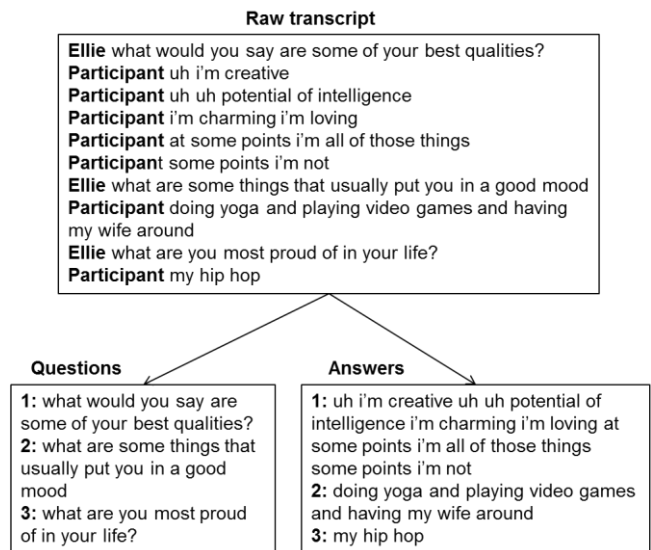 Raw transcript
Ellie what would you say are some of your best qualities?
Participant uh i'm creative
Participant uh uh potential of intelligence
Participant i'm charming i'm loving
Participant at some points i'm all of those things
Participant some points i'm not
Ellie what are some things that usually put you in a good mood
Participant doing yoga and playing video games and having
my wife around
Ellie what are you most proud of in your life?
Participant my hip hop
Questions
1: what would you say are
some of your best qualities?
2: what are some things that
usually put you in a good
mood
3: what are you most proud
of in your life?
Answers
1: uh i'm creative uh uh potential of
intelligence i'm charming i'm loving at
some points i'm all of those things
some points i'm not
2: doing yoga and playing video games
and having my wife around
3: my hip hop